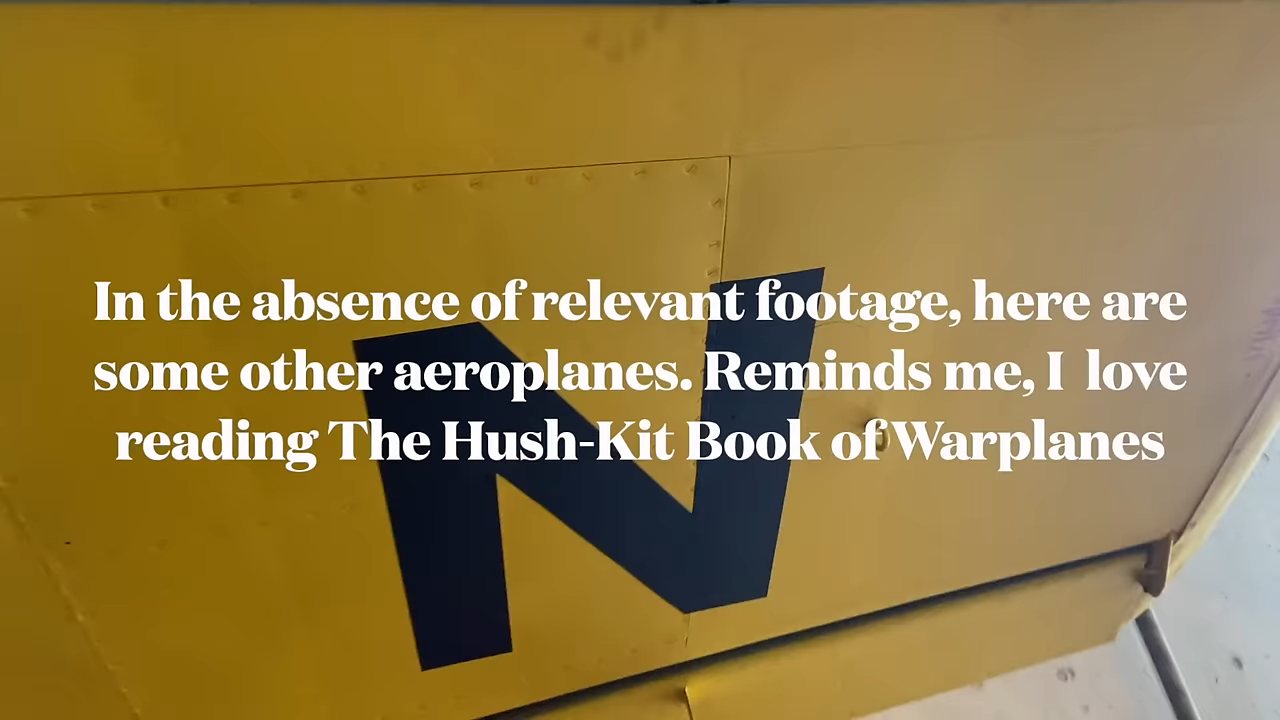 In the absence of relevant footage, here are
some other aeroplanes. Reminds me, I love
reading The Hush-Kit Book of Warplanes
N